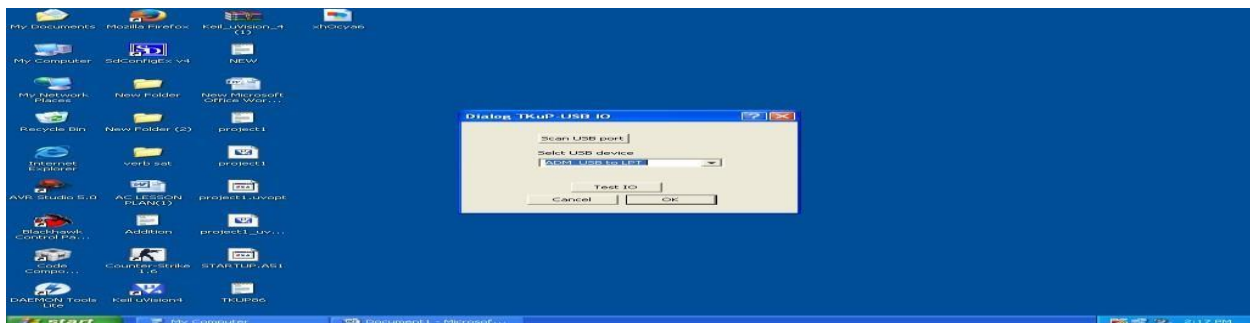 My Documents
Mozilla Firefox
Keil_uVision_4 (1)
xhOcya6
My Computer
SdConfigEx v4
NEW
My Network Places
New Folder
New Microsoft Office Wor...
Recycle Bin
New Folder (2)
project1
Internet Explorer
verb sat
project1
AVR Studio 5.0
AC LESSON PLAN(1)
project1.uvopt
Blackhawk Control Pa...
Addition
project1_uv...
Code Compo...
Counter-Strike 1.6
STARTUP.A51
DAEMON Tools Lite
Keil uVision4
TKUP86
Dialog TKuP-USB IO
Scan USB port
Selct USB device
ADM USB to LPT
Test IO
Cancel
OK
start
My Computer
Document1 - Microsof...
2:17 PM